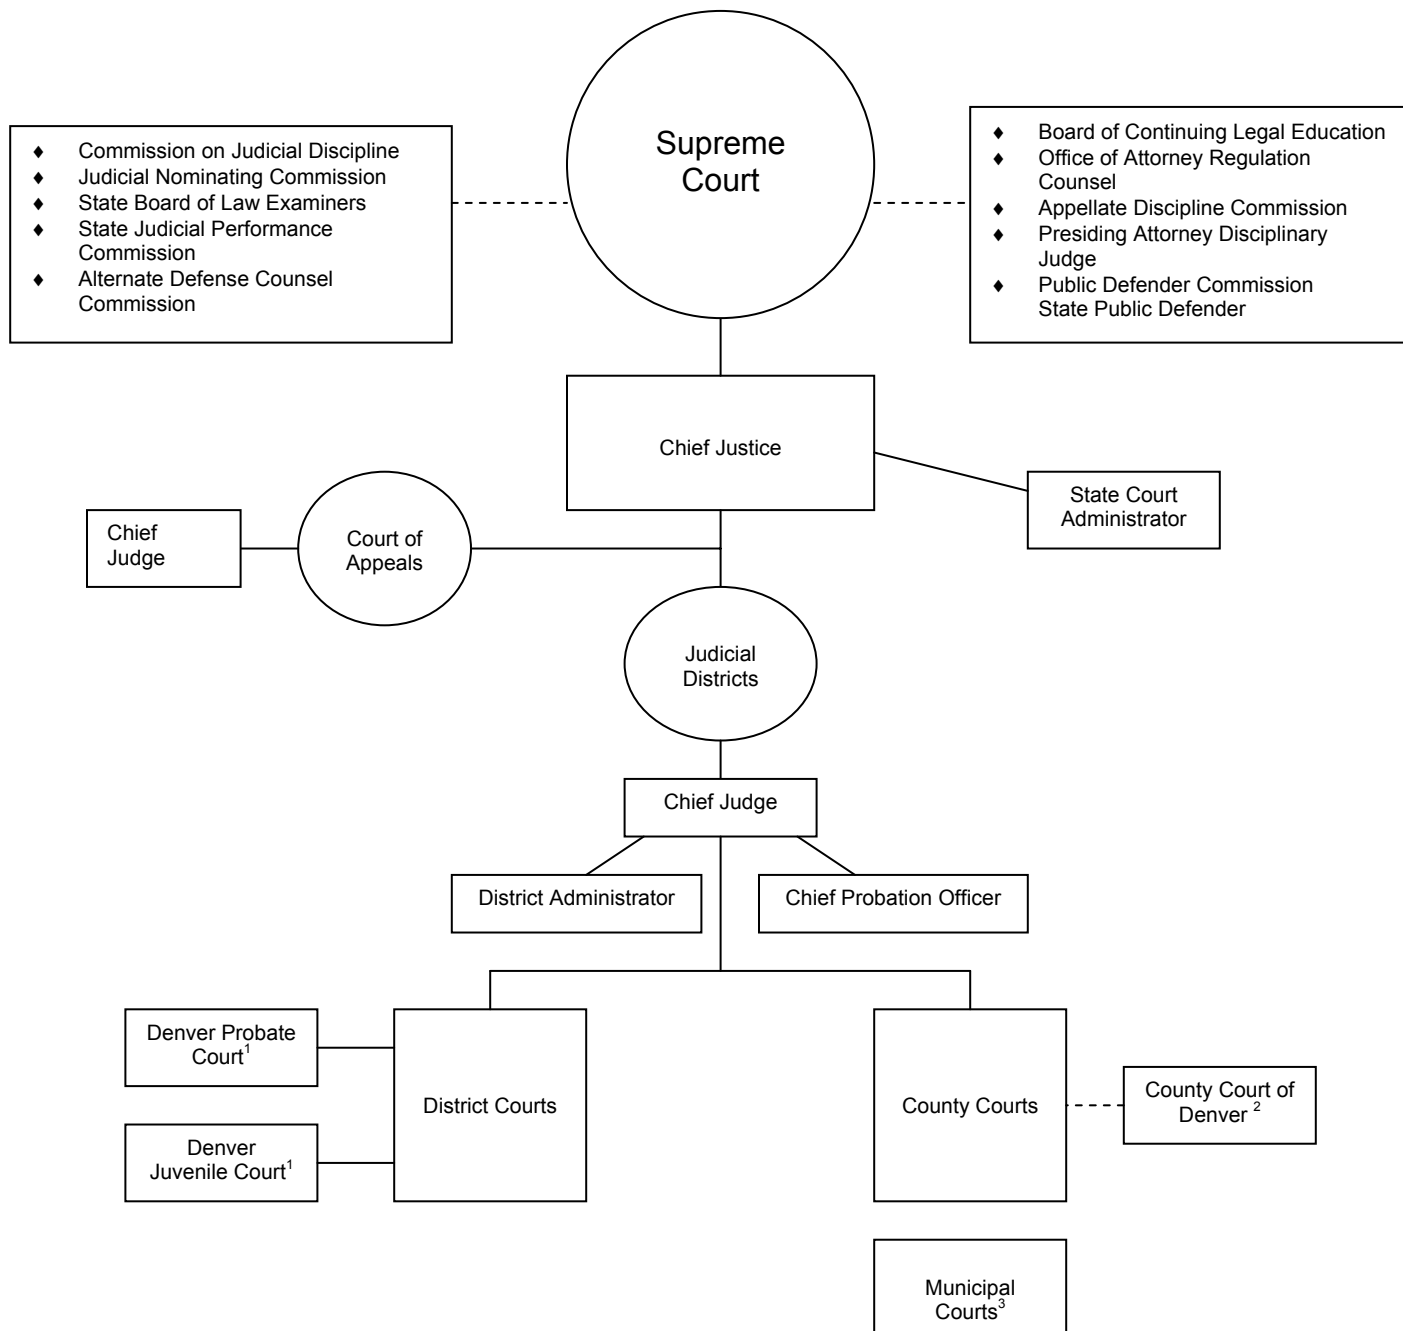 Supreme
Court
♦ Commission on Judicial Discipline
♦ Judicial Nominating Commission
♦ State Board of Law Examiners
♦ State Judicial Performance
Commission
♦ Alternate Defense Counsel
Commission
♦ Board of Continuing Legal Education
♦ Office of Attorney Regulation
Counsel
♦ Appellate Discipline Commission
♦ Presiding Attorney Disciplinary
Judge
♦ Public Defender Commission
State Public Defender
Chief Justice
State Court
Administrator
Chief
Judge
Court of
Appeals
Judicial
Districts
Chief Judge
District Administrator
Chief Probation Officer
Denver Probate
Court¹
Denver
Juvenile Court¹
District Courts
County Courts
County Court of
Denver ²
Municipal
Courts³